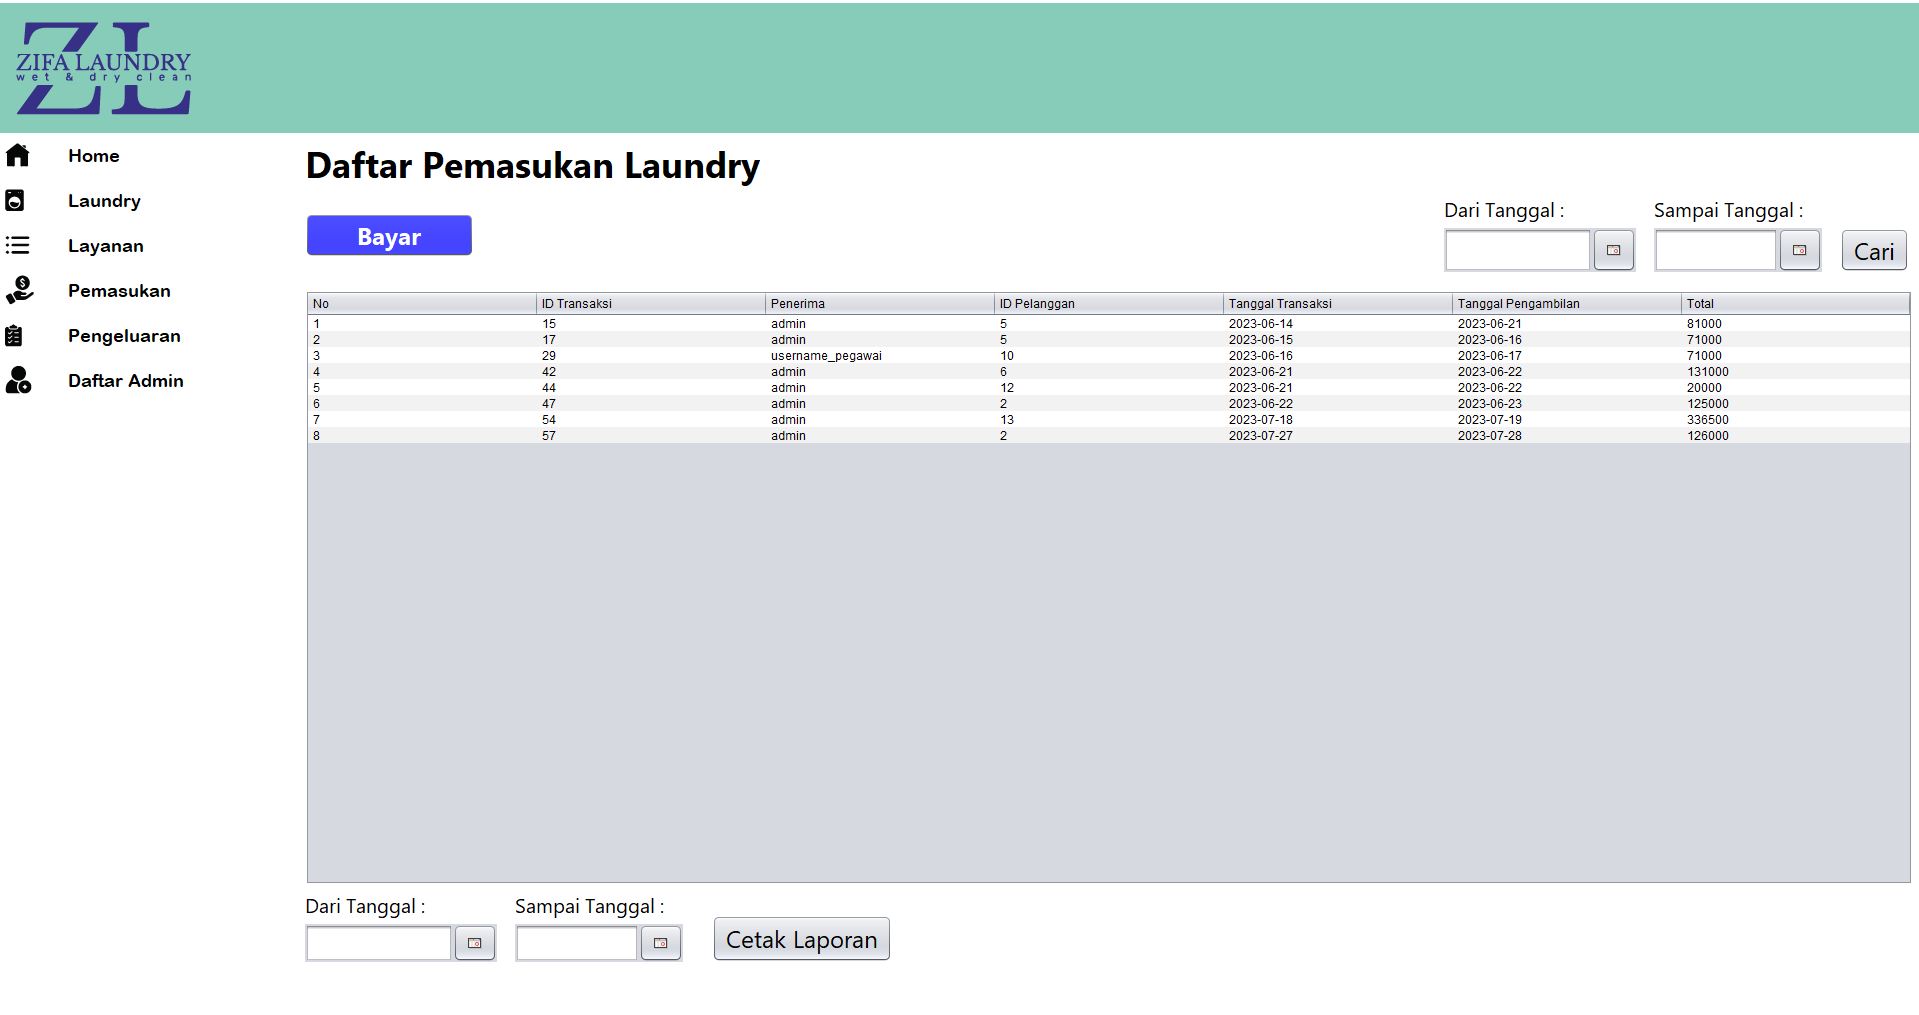 ZL
ZIFA LAUNDRY
wet & dry clean
Home
Laundry
Layanan
Pemasukan
Pengeluaran
Daftar Admin
Daftar Pemasukan Laundry
Bayar
Dari Tanggal : Sampai Tanggal :
Cari
No ID Transaksi Penerima ID Pelanggan Tanggal Transaksi Tanggal Pengambilan Total
1 15 admin 5 2023-06-14 2023-06-21 81000
2 17 admin 5 2023-06-15 2023-06-16 71000
3 29 username_pegawai 10 2023-06-16 2023-06-17 71000
4 42 admin 6 2023-06-21 2023-06-22 131000
5 44 admin 12 2023-06-21 2023-06-22 20000
6 47 admin 2 2023-06-22 2023-06-23 125000
7 54 admin 13 2023-07-18 2023-07-19 336500
8 57 admin 2 2023-07-27 2023-07-28 126000
Dari Tanggal : Sampai Tanggal :
Cetak Laporan